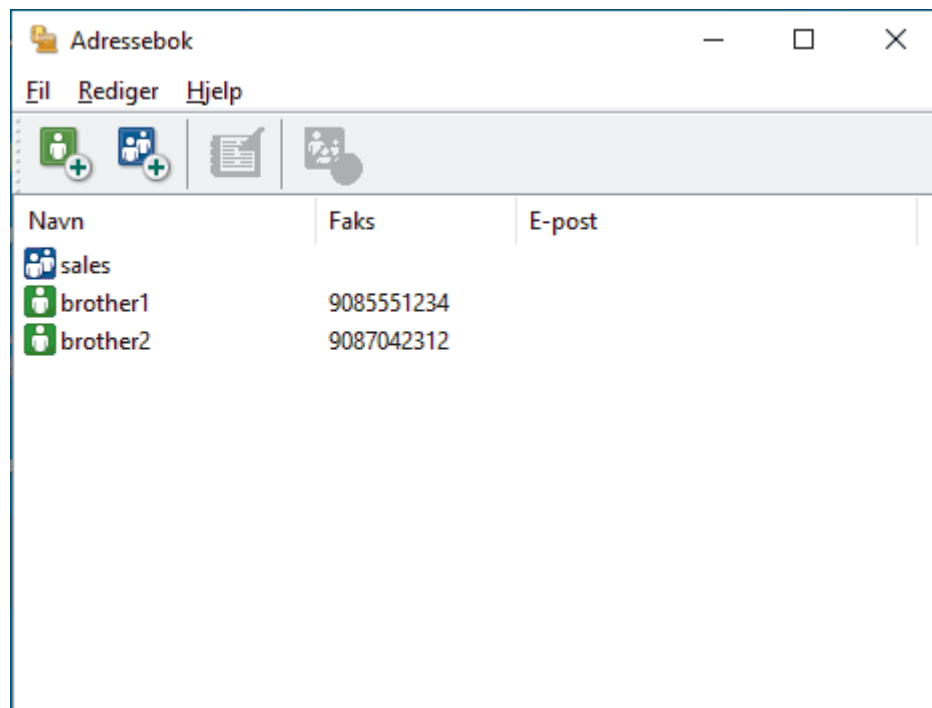 Adressebok
Fil Rediger Hjelp
Navn Faks E-post
sales
brother1 9085551234
brother2 9087042312